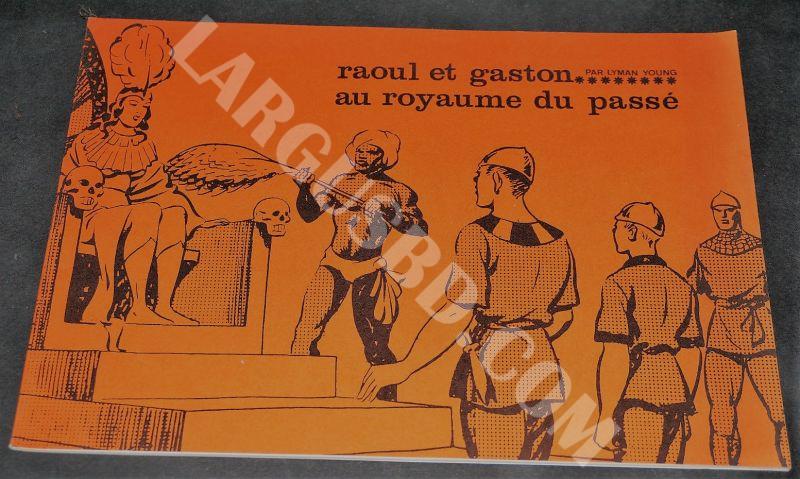 raoul et gaston
PAR LYMAN YOUNG
********
au royaume du passé
LARGUSBD.COM